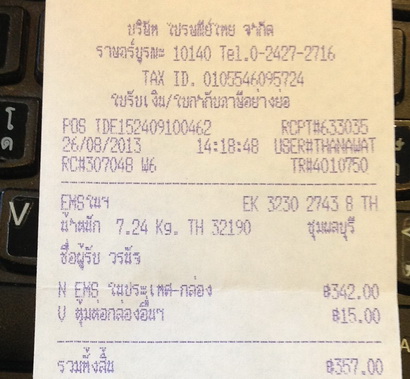 บริษัท ไปรษณีย์ไทย จำกัด
ราษฎร์บูรณะ 10140 Tel.0-2427-2716
TAX ID. 0105546095724
ใบรับเงิน/ใบกำกับภาษีอย่างย่อ
POS TDE152409100462 RCPT#633035
26/08/2013 14:18:48 USER#THANAWAT
RC#307048 W6 TR#4010750
EMSในฯ EK 3230 2743 8 TH
น้ำหนัก 7.24 Kg. TH 32190 ชุมพลบุรี
ชื่อผู้รับ วรนัฐ
N EMS ในประเทศ-กล่อง ฿342.00
U หุ้มต่อกล่องอื่นๆ ฿15.00
รวมทั้งสิ้น ฿357.00
โ
ด
V